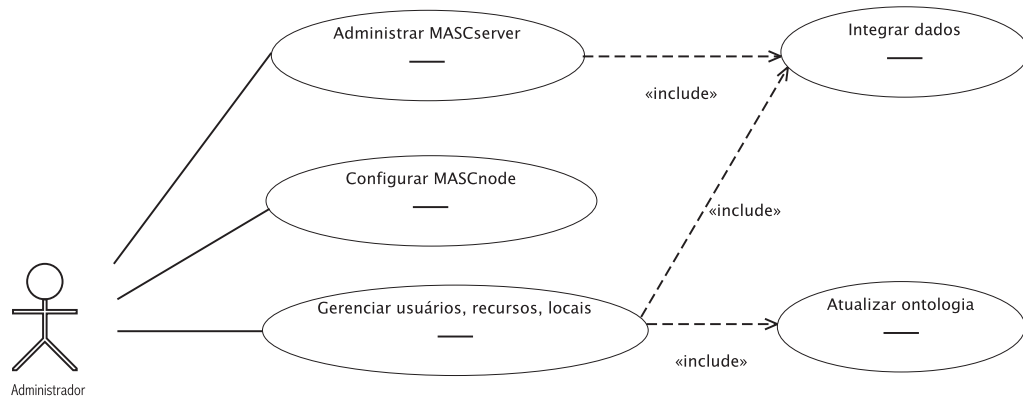 Administrar MASCserver
Integrar dados
«include»
Configurar MASCnode
«include»
Gerenciar usuários, recursos, locais
Atualizar ontologia
«include»
Administrador